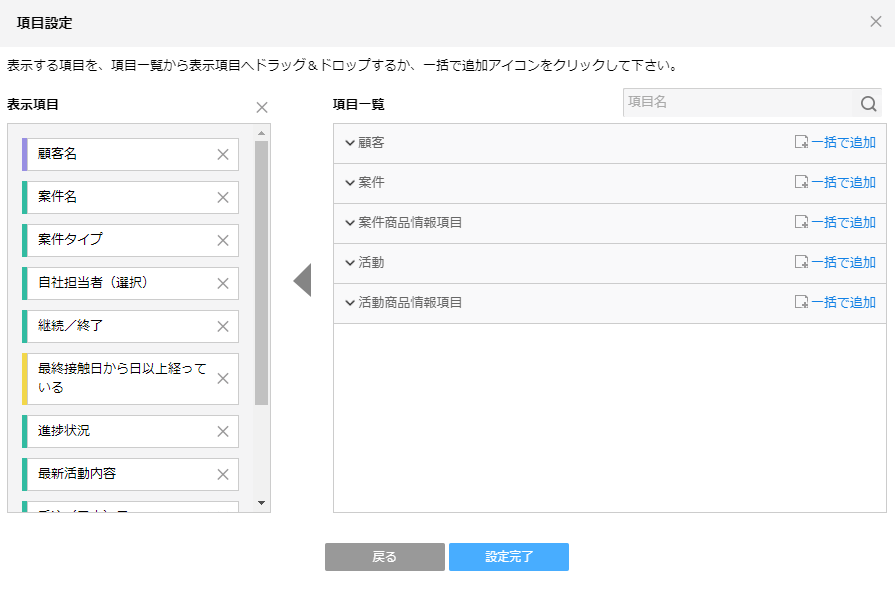 項目設定
表示する項目を、項目一覧から表示項目へドラッグ＆ドロップするか、一括で追加アイコンをクリックして下さい。
表示項目
顧客名
案件名
案件タイプ
自社担当者（選択）
継続／終了
最終接触日から日以上経って
いる
進捗状況
最新活動内容
項目一覧
項目名
顧客
一括で追加
案件
一括で追加
案件商品情報項目
一括で追加
活動
一括で追加
活動商品情報項目
一括で追加
戻る
設定完了